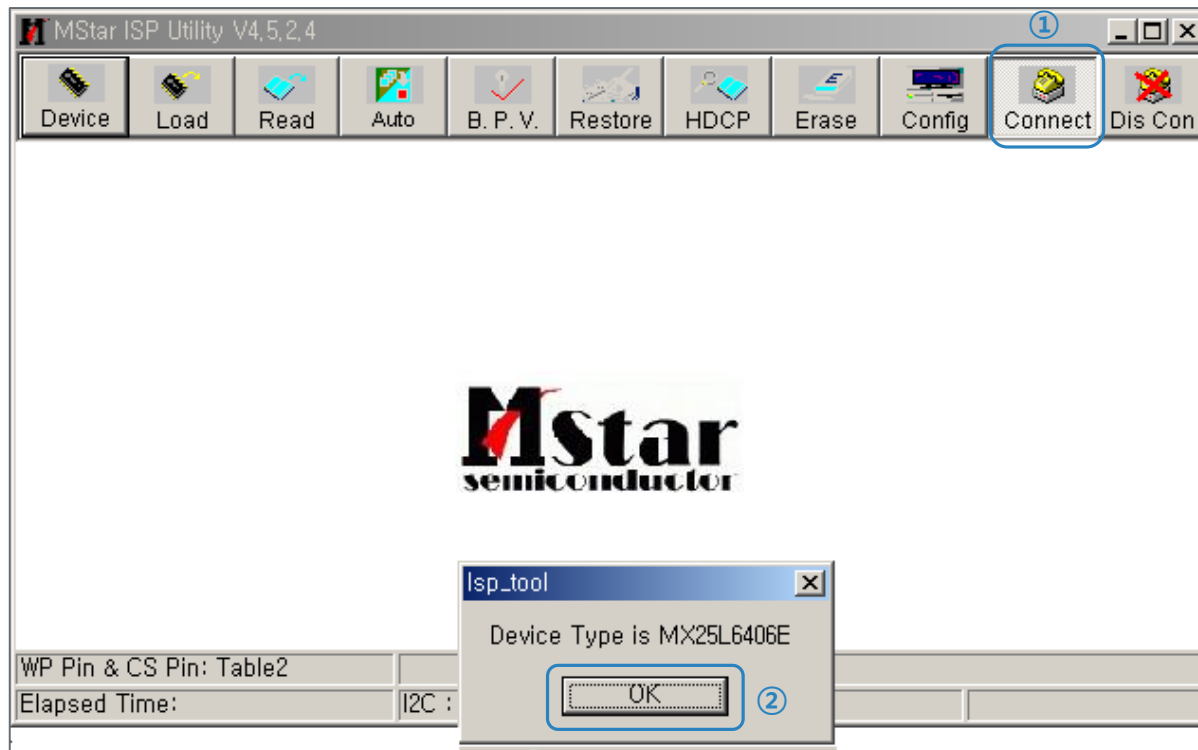 MStar ISP Utility V4,5,2,4
①
Device Load Read Auto B. P. V. Restore HDCP Erase Config Connect Dis Con
Mstar
semiconductor
Isp_tool
Device Type is MX25L6406E
OK
②
WP Pin & CS Pin: Table2
Elapsed Time:
I2C :